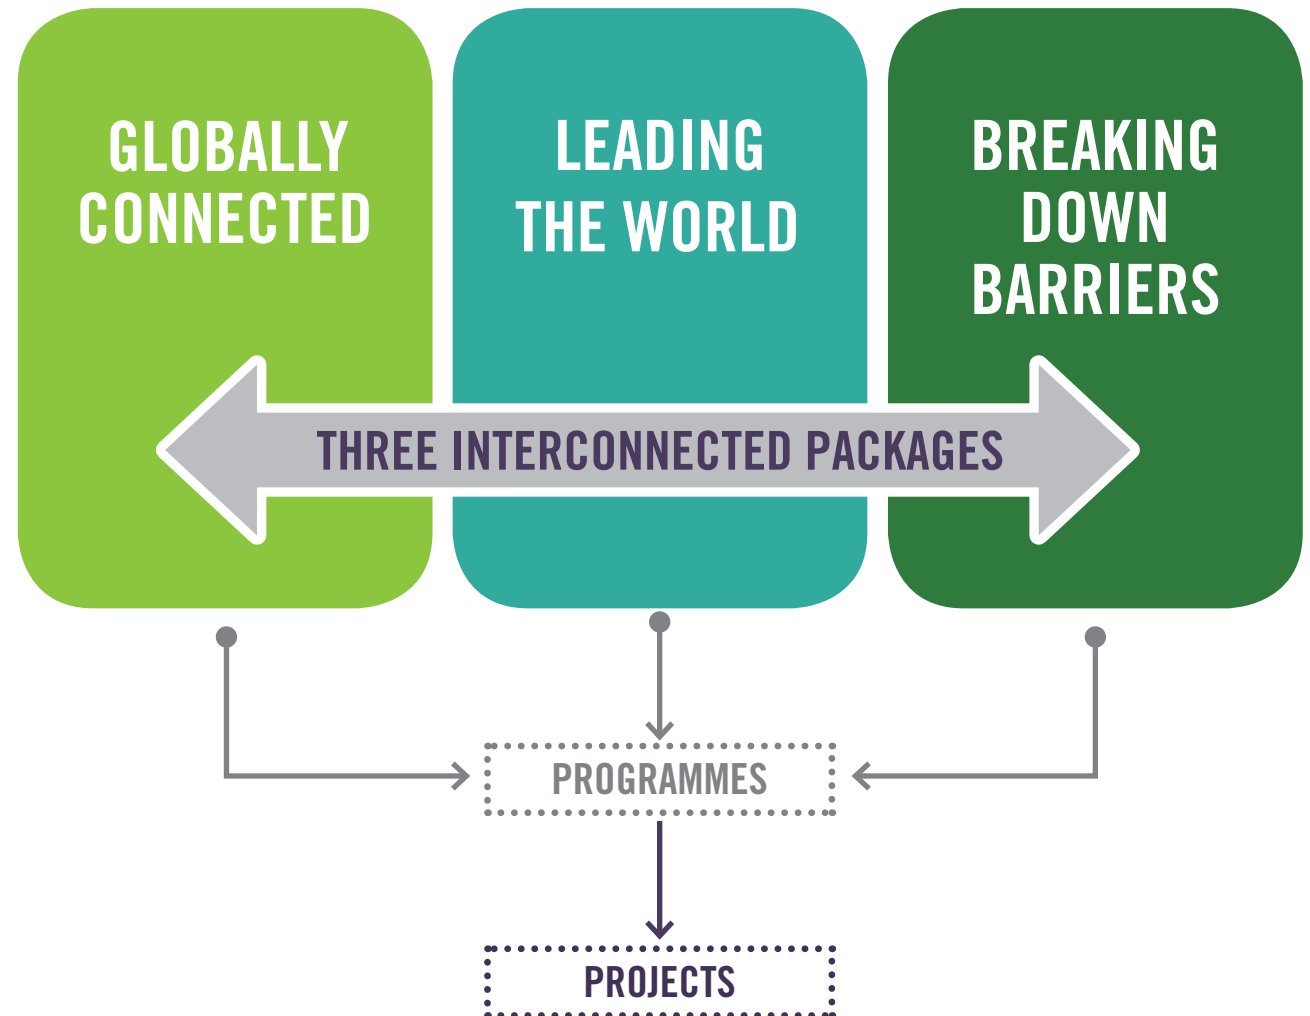 GLOBALLY
CONNECTED
LEADING
THE WORLD
BREAKING
DOWN
BARRIERS
THREE INTERCONNECTED PACKAGES
PROGRAMMES
PROJECTS